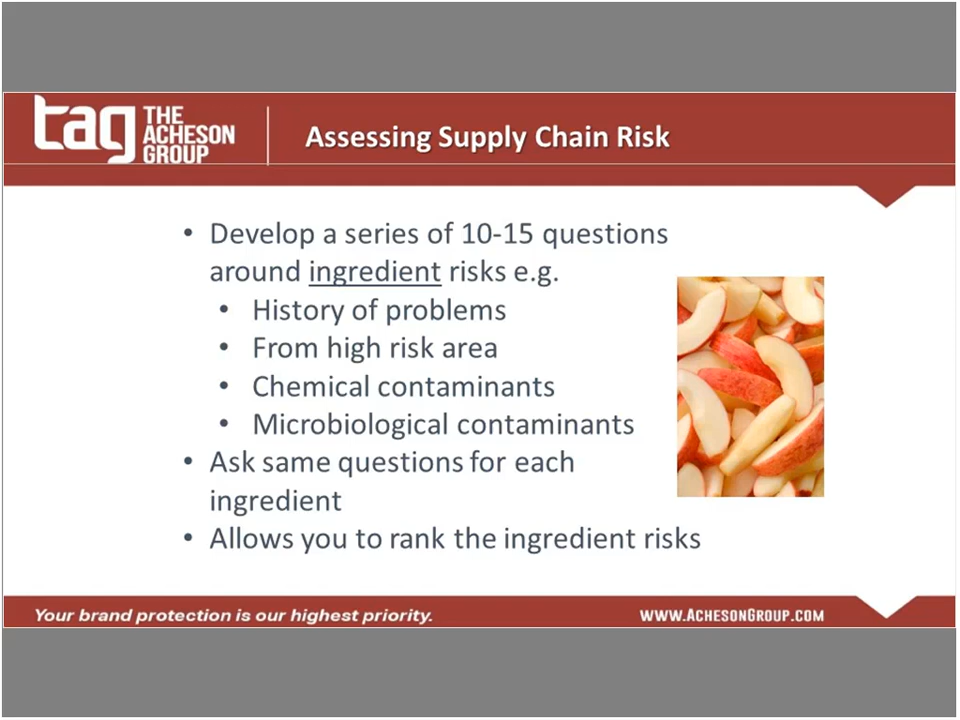 tag THE
ACHESON
GROUP
Assessing Supply Chain Risk
• Develop a series of 10-15 questions
around ingredient risks e.g.
• History of problems
• From high risk area
• Chemical contaminants
• Microbiological contaminants
• Ask same questions for each
ingredient
• Allows you to rank the ingredient risks
Your brand protection is our highest priority.
WWW.ACHESONGROUP.COM